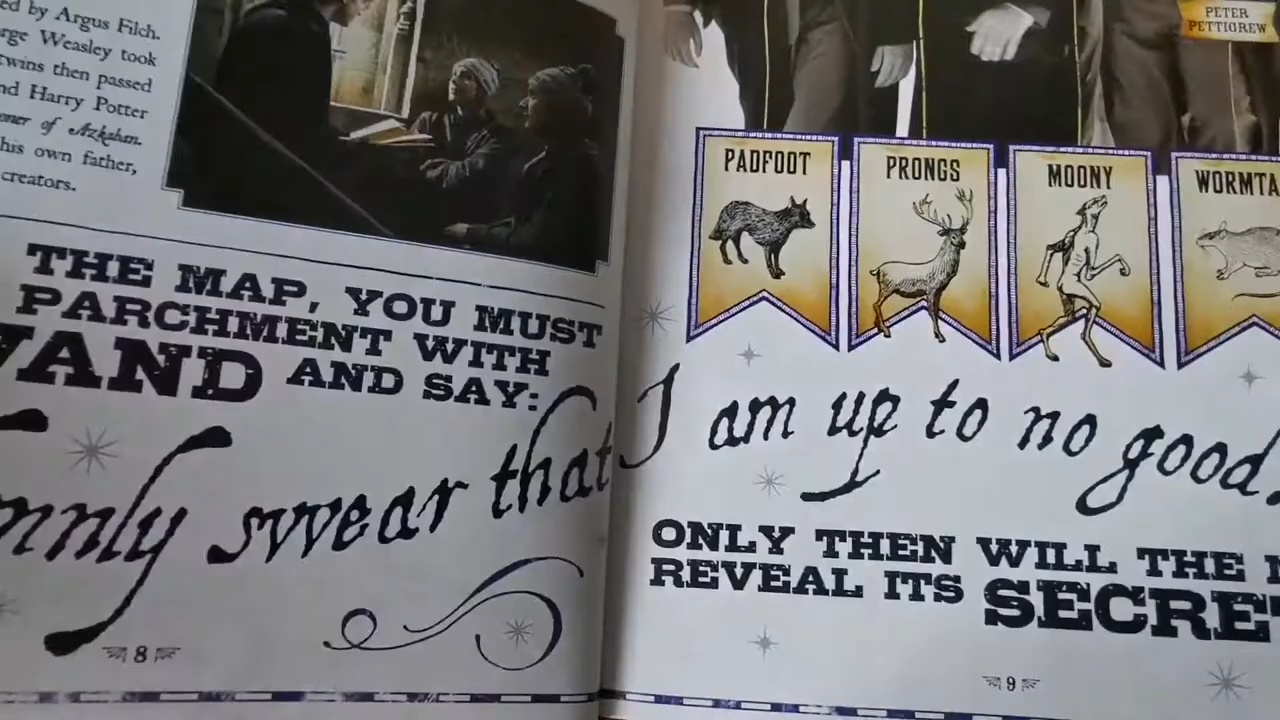 ed by Argus Filch.
rge Weasley took
twins then passed
nd Harry Potter
oner of Azkaban.
his own father,
creators.
THE MAP, YOU MUST
PARCHMENT WITH
WAND AND SAY:
mnly swear that
8
PETER
PETTIGREW
PADFOOT
PRONGS
MOONY
WORMTA
I am up to no good.
ONLY THEN WILL THE
REVEAL ITS SECRE
9